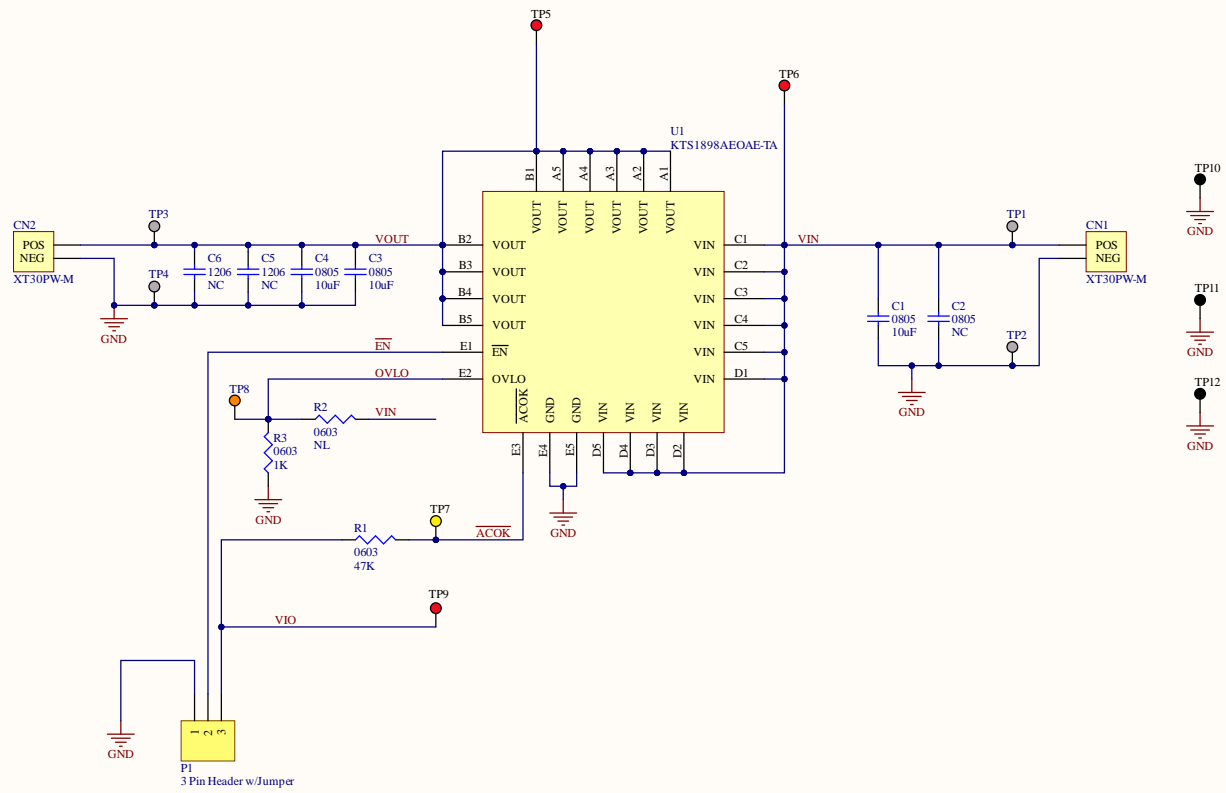 TP5
TP6
U1
KTS1898AEOAE-TA
B1
A5
A4
A3
A2
A1
VOUT
VOUT
VOUT
VOUT
VOUT
VOUT
TP10
GND
CN2
POS
NEG
XT30PW-M
TP3
TP4
GND
VOUT
C6
1206
NC
C5
1206
NC
C4
0805
10uF
C3
0805
10uF
B2
VOUT
B3
VOUT
B4
VOUT
B5
VOUT
E1
EN
E2
OVLO
VIN
C1
VIN
C2
VIN
C3
VIN
C4
VIN
C5
VIN
D1
VIN
TP1
CN1
POS
NEG
XT30PW-M
C1
0805
10uF
C2
0805
NC
TP2
GND
TP11
GND
TP12
GND
EN
OVLO
TP8
R2
0603
NL
VIN
R3
0603
1K
GND
ACOK
GND
GND
VIN
VIN
VIN
VIN
E3
E4
E5
D5
D4
D3
D2
GND
TP7
R1
0603
47K
ACOK
TP9
VIO
GND
1
2
3
P1
3 Pin Header w/Jumper